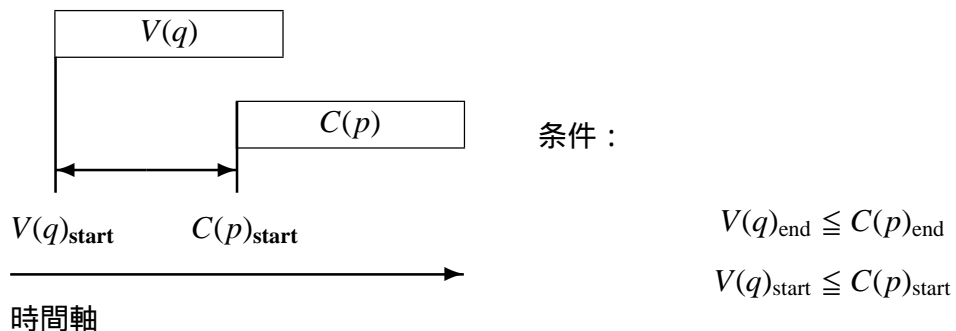 V(q)
C(p)
条件：
V(q)start C(p)start
V(q)end ≦ C(p)end
V(q)start ≦ C(p)start
時間軸